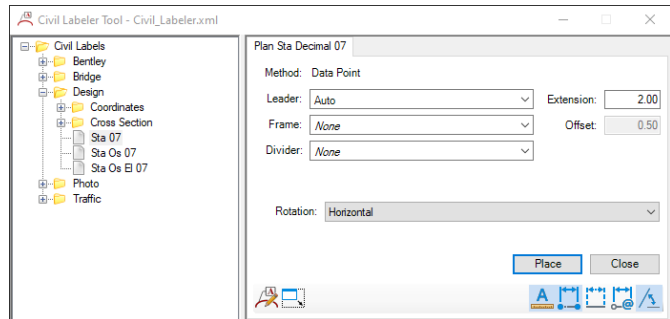 Civil Labeler Tool - Civil_Labeler.xml
Civil Labels
Bentley
Bridge
Design
Coordinates
Cross Section
Sta 07
Sta Os 07
Sta Os El 07
Photo
Traffic
Plan Sta Decimal 07
Method: Data Point
Leader: Auto Extension: 2.00
Frame: None Offset: 0.50
Divider: None
Rotation: Horizontal
Place Close